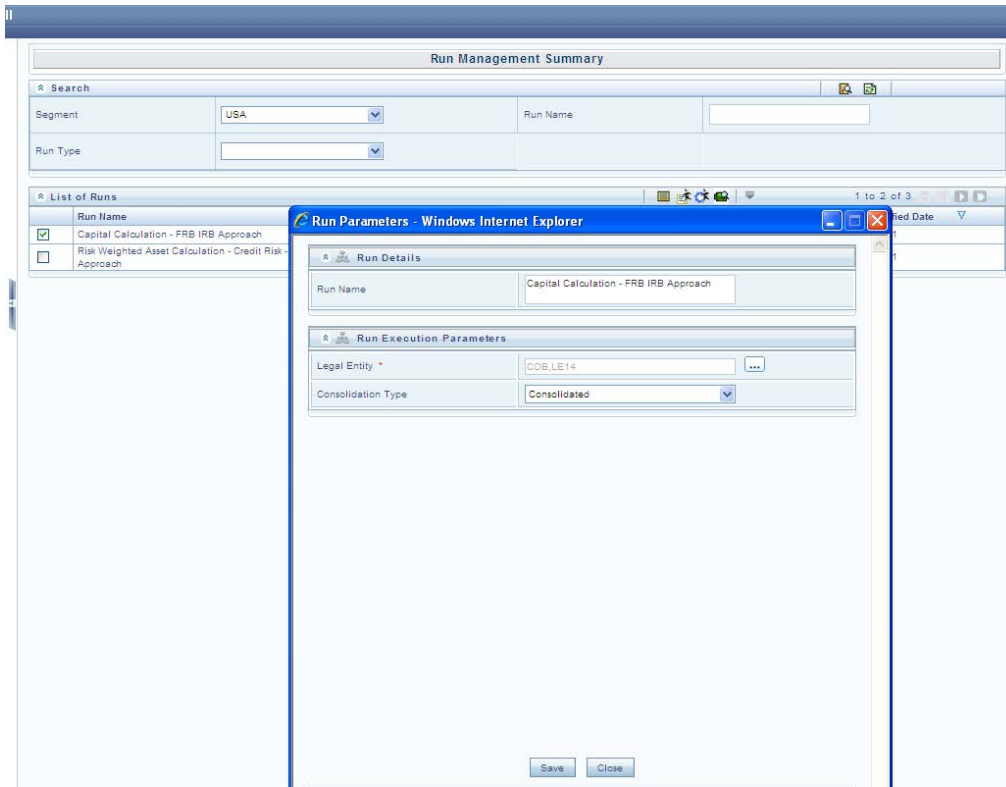 Run Management Summary
Search
Segment
USA
Run Name
Run Type
List of Runs
1 to 2 of 3
Run Name
fied Date
Capital Calculation - FRB IRB Approach
Risk Weighted Asset Calculation - Credit Risk -
Approach
Run Parameters - Windows Internet Explorer
Run Details
Run Name
Capital Calculation - FRB IRB Approach
Run Execution Parameters
Legal Entity *
COB,LE14
...
Consolidation Type
Consolidated
Save
Close